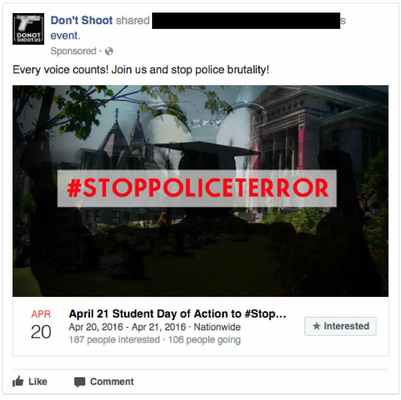 DONOT
SHOOT.US
Don't Shoot shared s
event.
Sponsored ·
Every voice counts! Join us and stop police brutality!
#STOPPOLICETERROR
APR
20
April 21 Student Day of Action to #Stop...
Apr 20, 2016 - Apr 21, 2016 · Nationwide
187 people interested · 106 people going
★ Interested
Like Comment